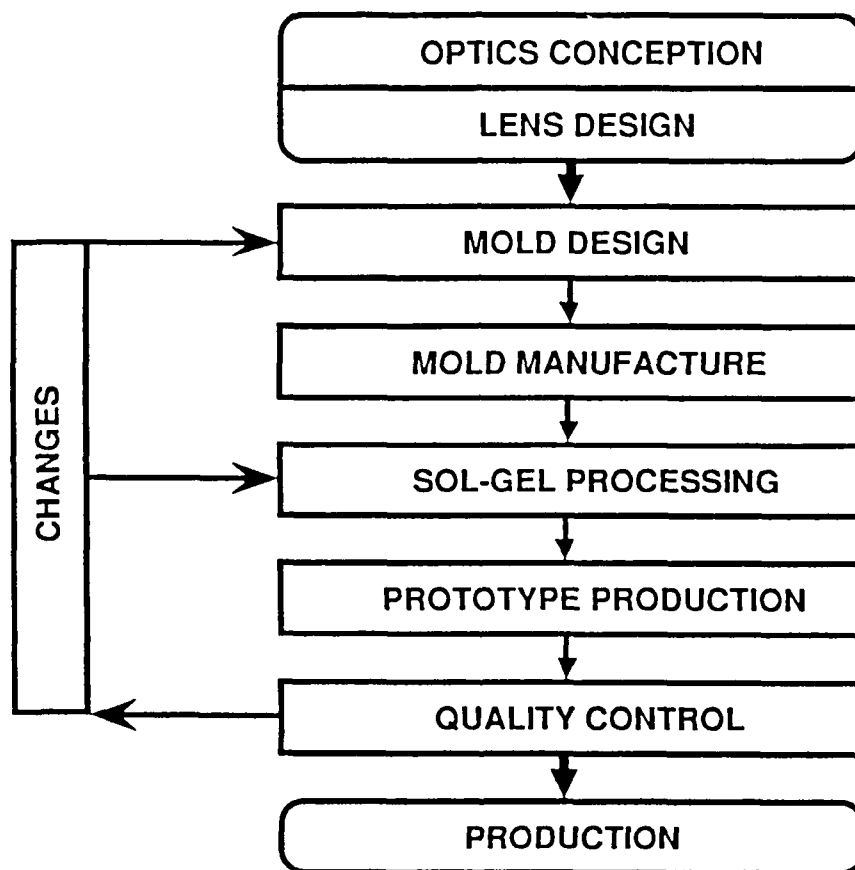 OPTICS CONCEPTION
LENS DESIGN
MOLD DESIGN
MOLD MANUFACTURE
CHANGES
SOL-GEL PROCESSING
PROTOTYPE PRODUCTION
QUALITY CONTROL
PRODUCTION